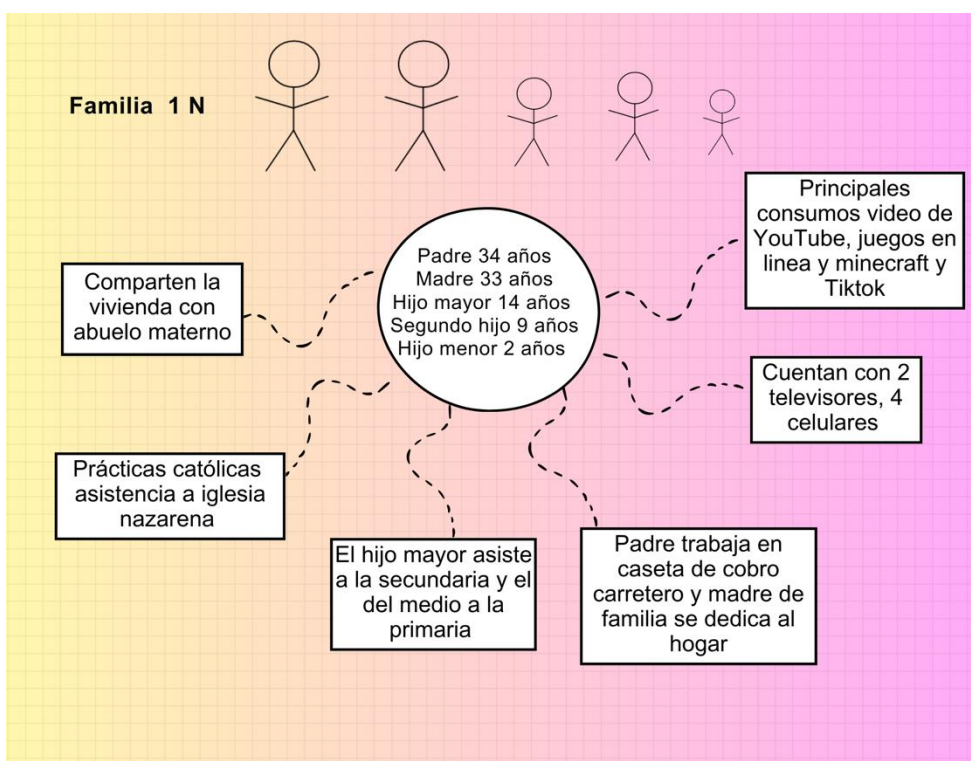 Familia 1 N
Padre 34 años
Madre 33 años
Hijo mayor 14 años
Segundo hijo 9 años
Hijo menor 2 años
Comparten la
vivienda con
abuelo materno
Prácticas católicas
asistencia a iglesia
nazarena
El hijo mayor asiste
a la secundaria y el
del medio a la
primaria
Padre trabaja en
caseta de cobro
carretero y madre de
familia se dedica al
hogar
Cuentan con 2
televisores, 4
celulares
Principales
consumos video de
YouTube, juegos en
linea y minecraft y
Tiktok